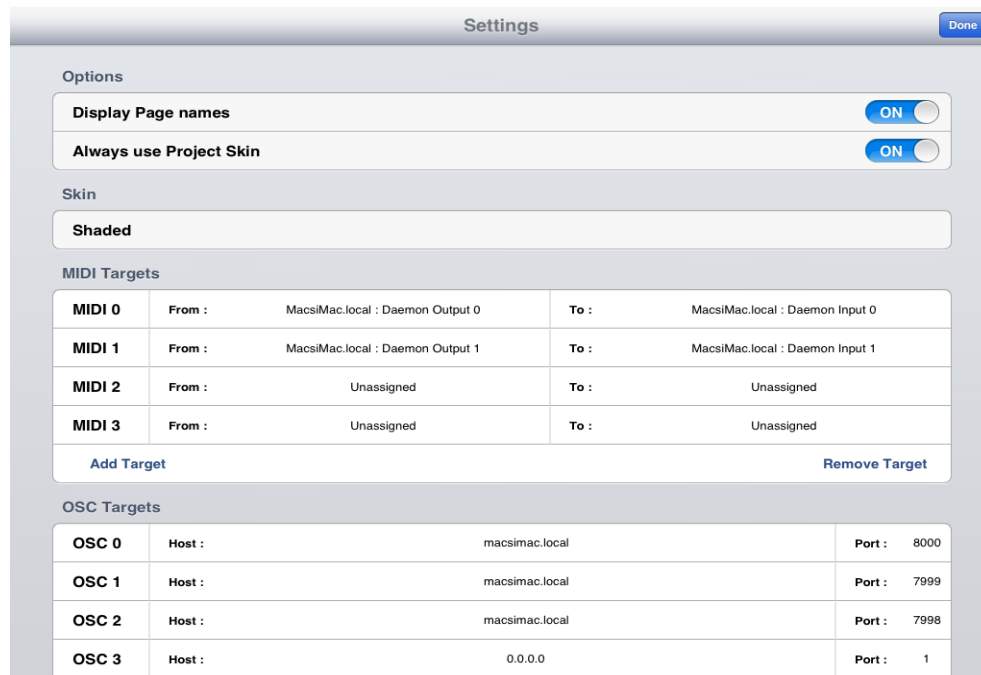 Settings
Done
Options
Display Page names ON
Always use Project Skin ON
Skin
Shaded
MIDI Targets
MIDI 0 From : MacsiMac.local : Daemon Output 0 To : MacsiMac.local : Daemon Input 0
MIDI 1 From : MacsiMac.local : Daemon Output 1 To : MacsiMac.local : Daemon Input 1
MIDI 2 From : Unassigned To : Unassigned
MIDI 3 From : Unassigned To : Unassigned
Add Target Remove Target
OSC Targets
OSC 0 Host : macsimac.local Port : 8000
OSC 1 Host : macsimac.local Port : 7999
OSC 2 Host : macsimac.local Port : 7998
OSC 3 Host : 0.0.0.0 Port : 1